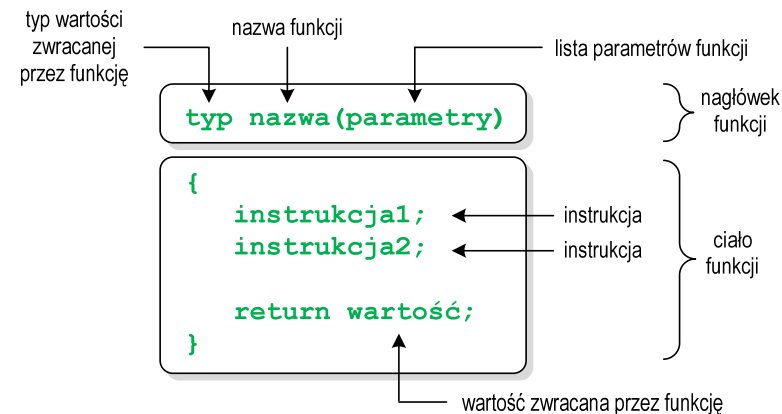 typ wartości
zwracanej
przez funkcję
nazwa funkcji
lista parametrów funkcji
typ nazwa(parametry)
nagłówek
funkcji
{
instrukcja1;
instrukcja
instrukcja2;
instrukcja
ciało
funkcji
return wartość;
}
wartość zwracana przez funkcję